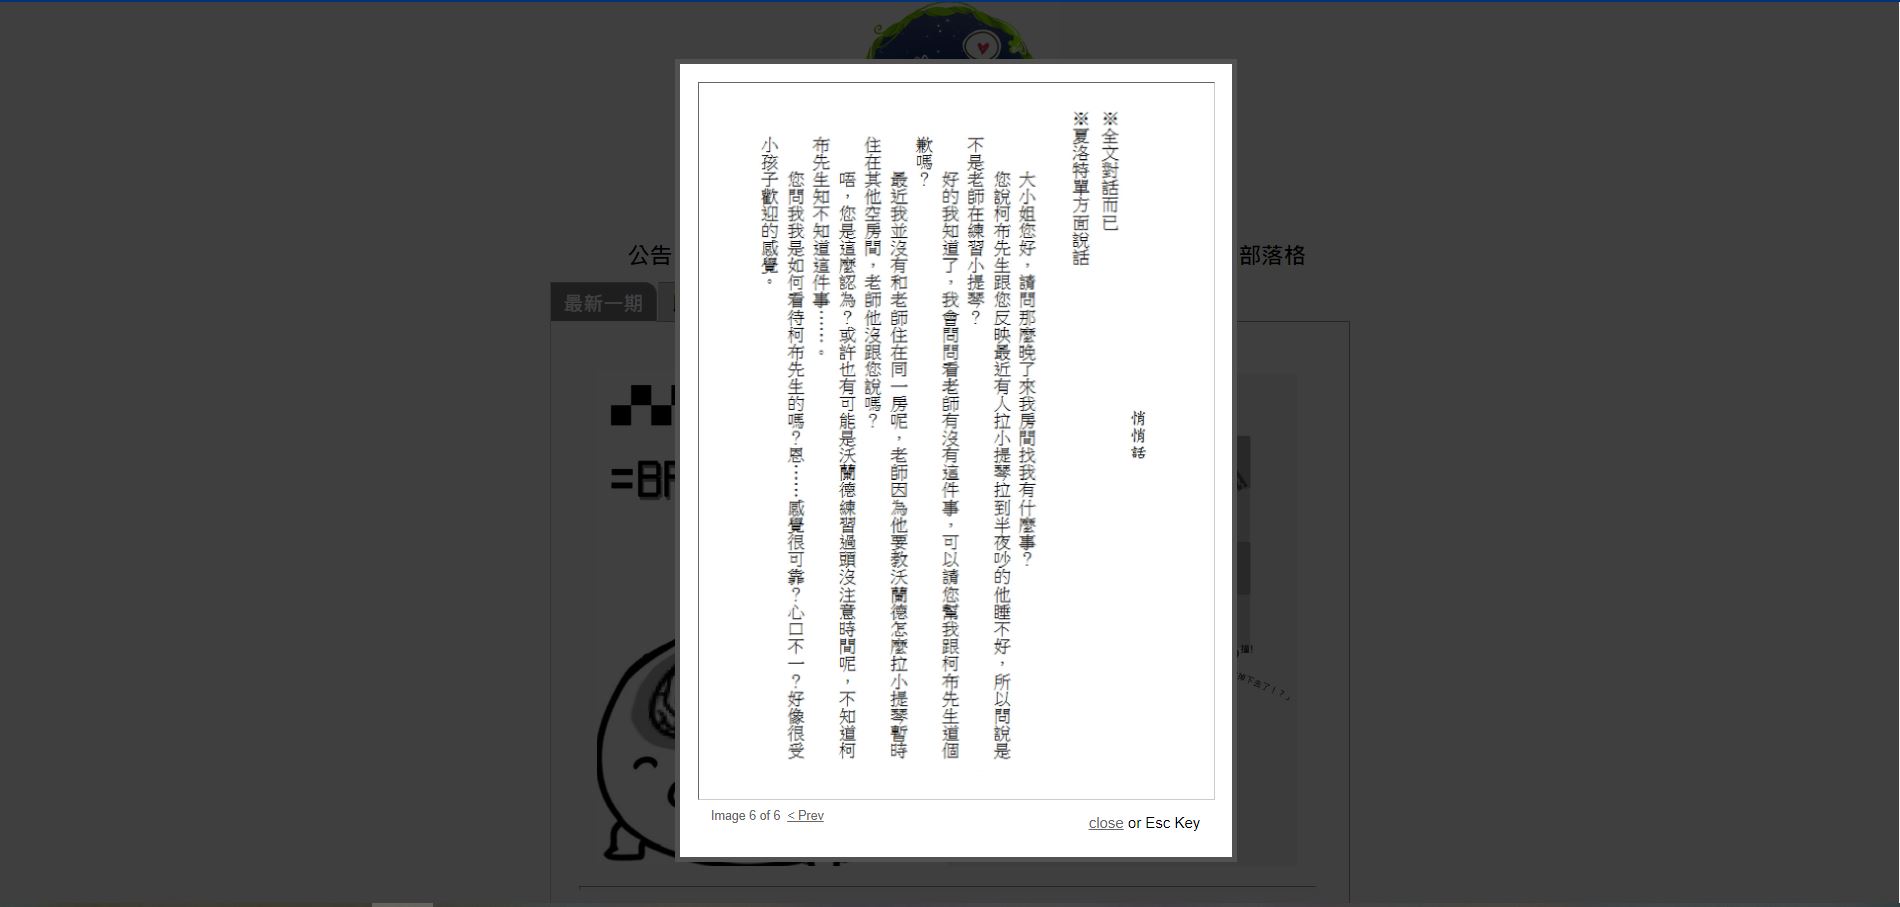 悄悄話
※全文對話而已
※夏洛特單方面說話
大小姐您好，請問那麼晚了來我房間找我有什麼事？
您說柯布先生跟您反映最近有人拉小提琴拉到半夜吵的他睡不好，所以問說是
不是老師在練習小提琴？
好的我知道了，我會問問看老師有沒有這件事，可以請您幫我跟柯布先生道個
歉嗎？
最近我並沒有和老師住在同一房呢，老師因為他要教沃蘭德怎麼拉小提琴暫時
住在其他空房間，老師他沒跟您說嗎？
唔，您是這麼認為？或許也有可能是沃蘭德練習過頭沒注意時間呢，不知道柯
布先生知不知道這件事……。
您問我我是如何看待柯布先生的嗎？恩……感覺很可靠？心口不一？好像很受
小孩子歡迎的感覺。
Image 6 of 6 < Prev
close or Esc Key
公告
部落格
最新一期
撞!
掉下去了！？」